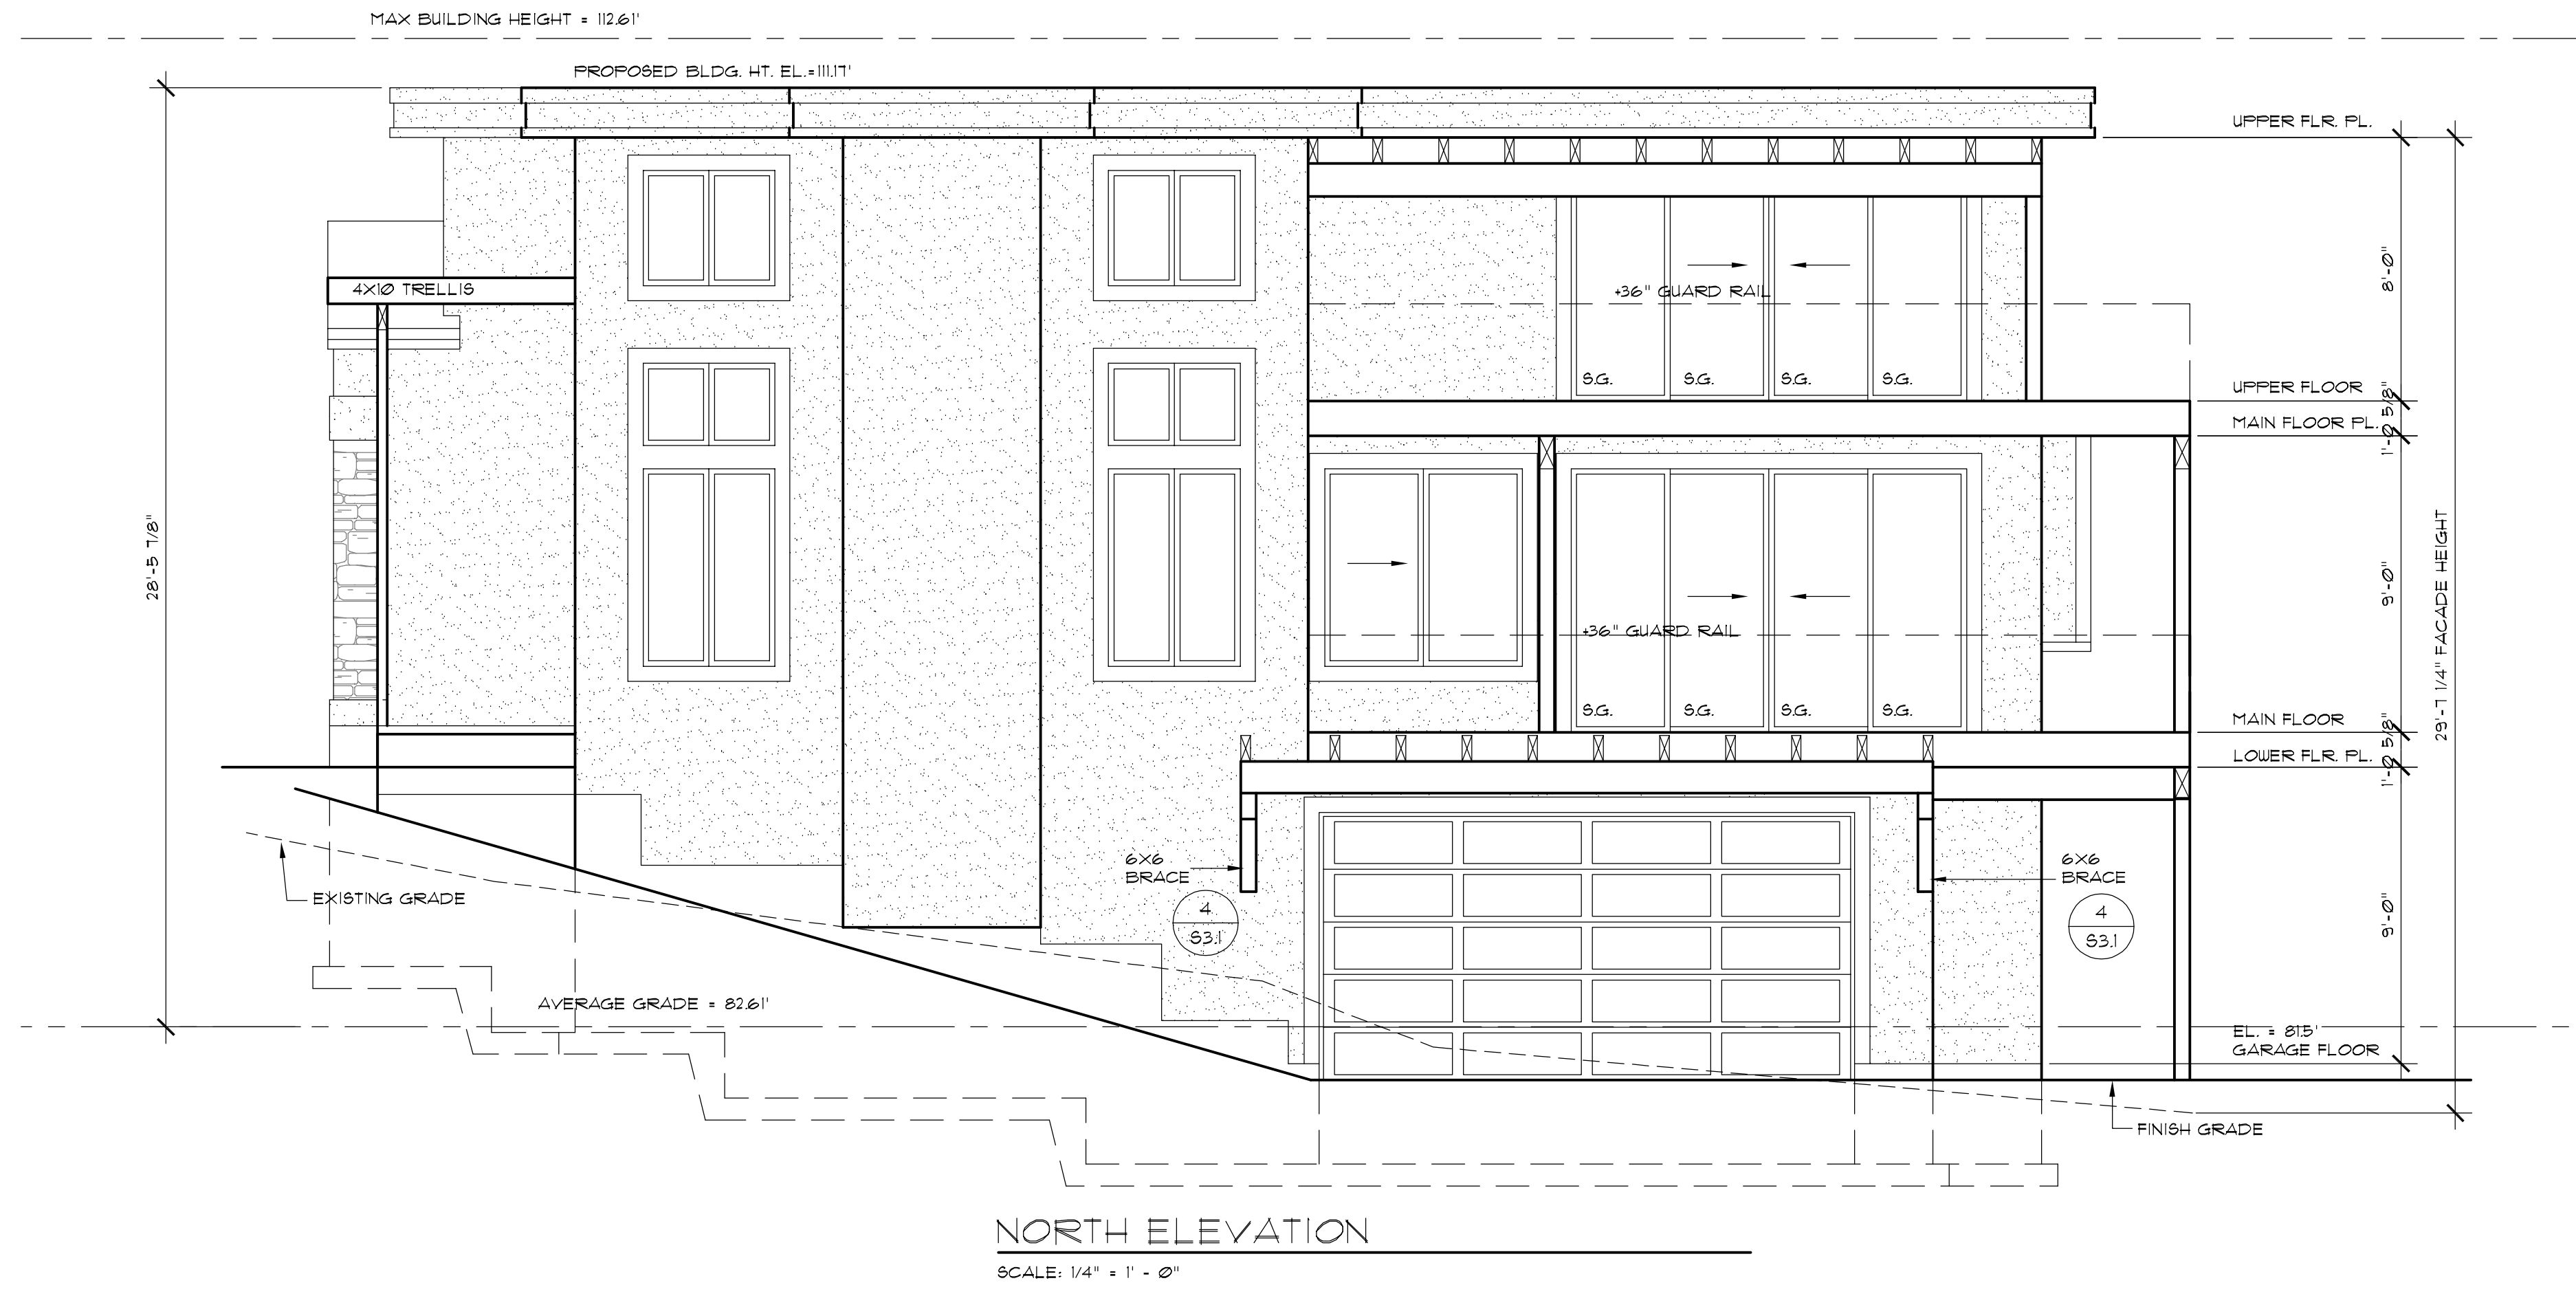 MAX BUILDING HEIGHT = 112.61'
PROPOSED BLDG. HT. EL.=111.17'
UPPER FLR. PL.
8'-0"
4X10 TRELLIS
+36" GUARD RAIL
S.G. S.G. S.G. S.G.
UPPER FLOOR
1'-0 5/8"
MAIN FLOOR PL.
28'-5 7/8"
9'-0"
29'-7 1/4" FACADE HEIGHT
+36" GUARD RAIL
S.G. S.G. S.G. S.G.
MAIN FLOOR
1'-0 5/8"
LOWER FLR. PL.
6X6
BRACE
6X6
BRACE
EXISTING GRADE
4
S3.1
4
S3.1
9'-0"
AVERAGE GRADE = 82.61'
EL. = 81.5'
GARAGE FLOOR
FINISH GRADE
NORTH ELEVATION
SCALE: 1/4" = 1' - 0"